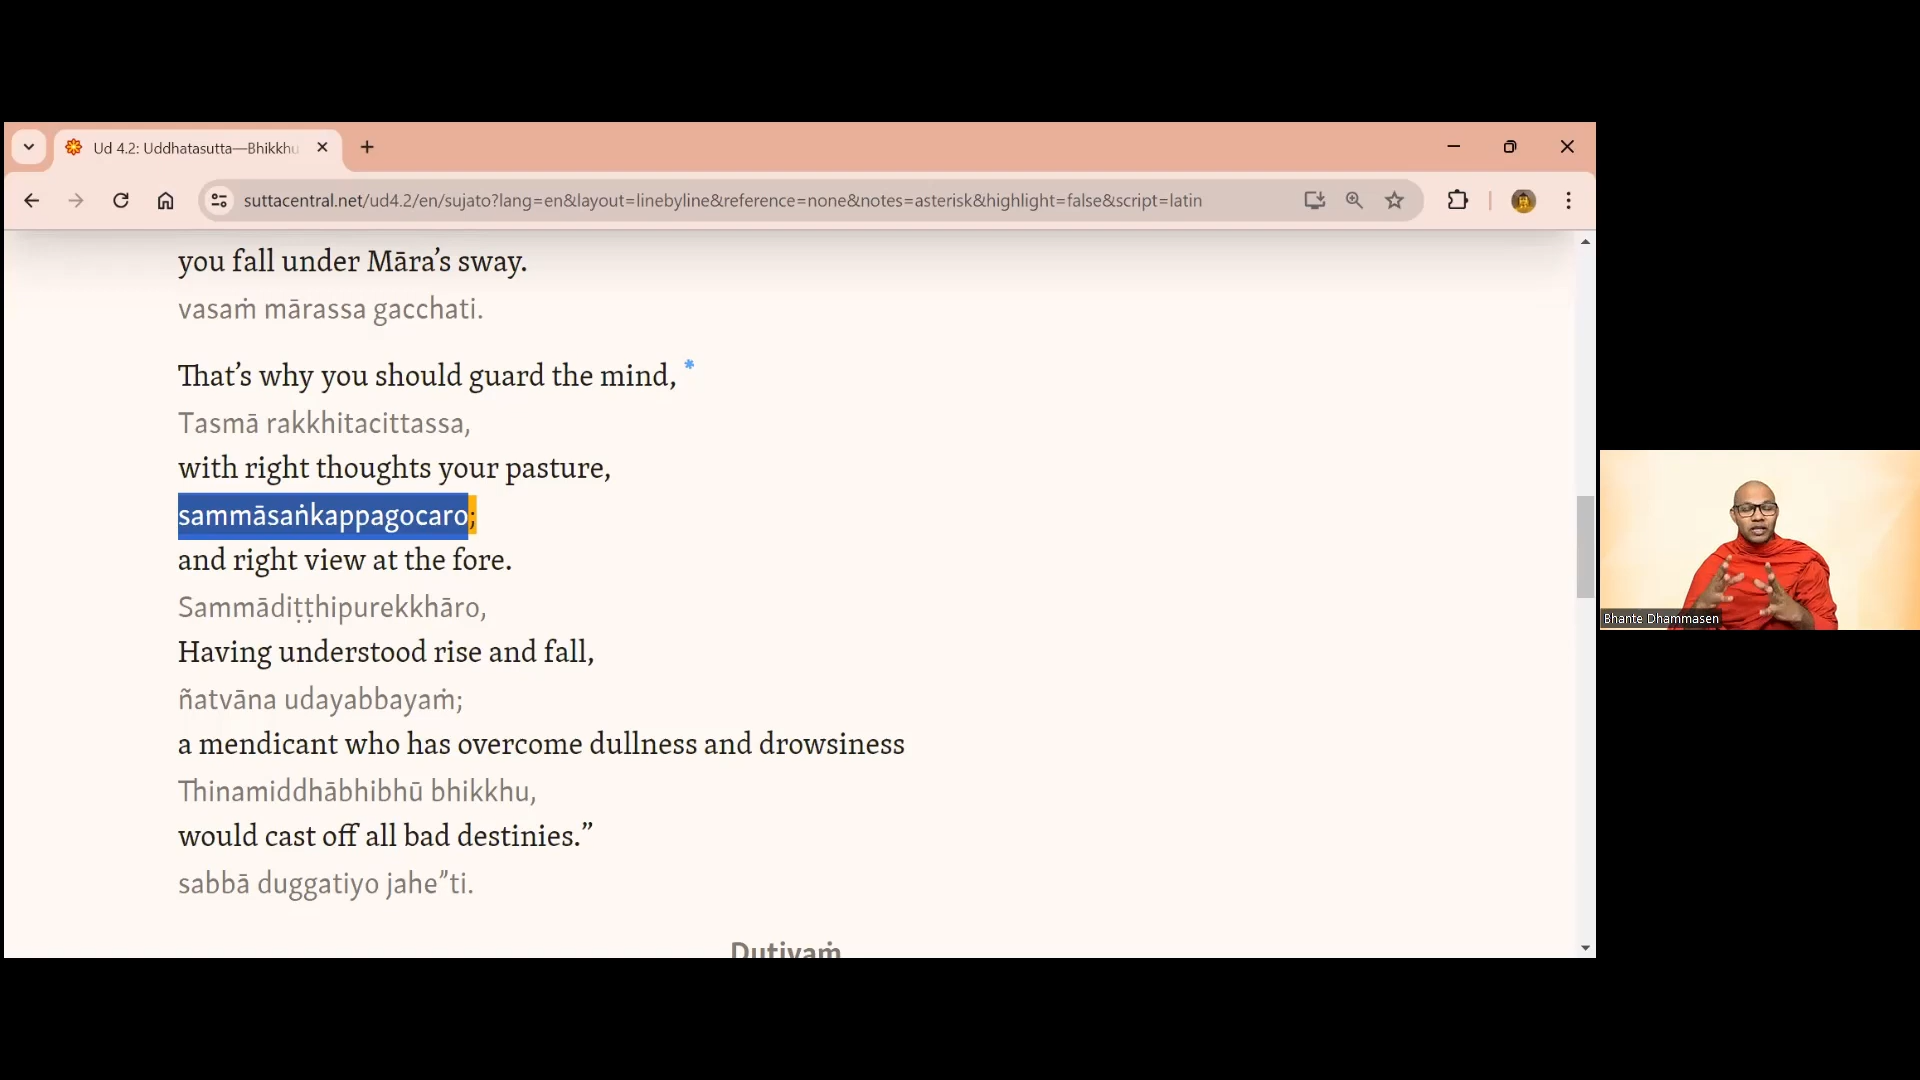 Ud 4.2: Uddhatasutta—Bhikkhu
suttacentral.net/ud4.2/en/sujato?lang=en&layout=linebyline&reference=none&notes=asterisk&highlight=false&script=latin
you fall under Māra’s sway.
vasaṁ mārassa gacchati.
That’s why you should guard the mind, *
Tasmā rakkhitacittassa,
with right thoughts your pasture,
sammāsaṅkappagocaro;
and right view at the fore.
Sammādiṭṭhipurekkhāro,
Having understood rise and fall,
ñatvāna udayabbayaṁ;
a mendicant who has overcome dullness and drowsiness
Thinamiddhābhibhū bhikkhu,
would cast off all bad destinies.”
sabbā duggatiyo jahe”ti.
Dutiyaṁ
Bhante Dhammasen